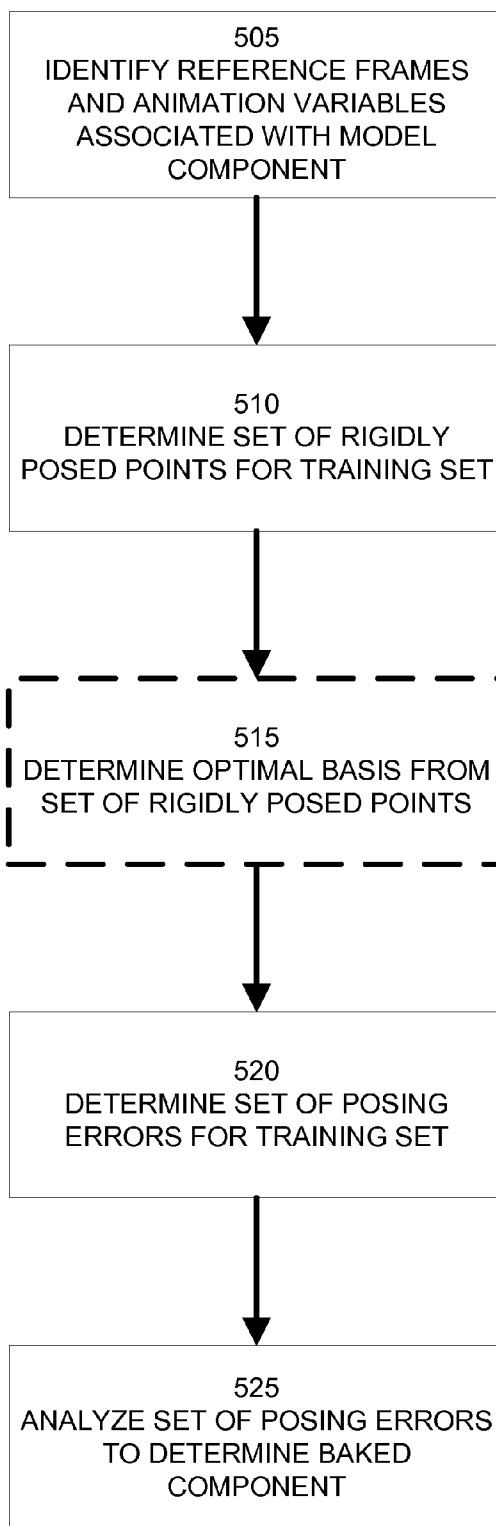 505
IDENTIFY REFERENCE FRAMES
AND ANIMATION VARIABLES
ASSOCIATED WITH MODEL
COMPONENT
510
DETERMINE SET OF RIGIDLY
POSED POINTS FOR TRAINING SET
515
DETERMINE OPTIMAL BASIS FROM
SET OF RIGIDLY POSED POINTS
520
DETERMINE SET OF POSING
ERRORS FOR TRAINING SET
525
ANALYZE SET OF POSING ERRORS
TO DETERMINE BAKED
COMPONENT